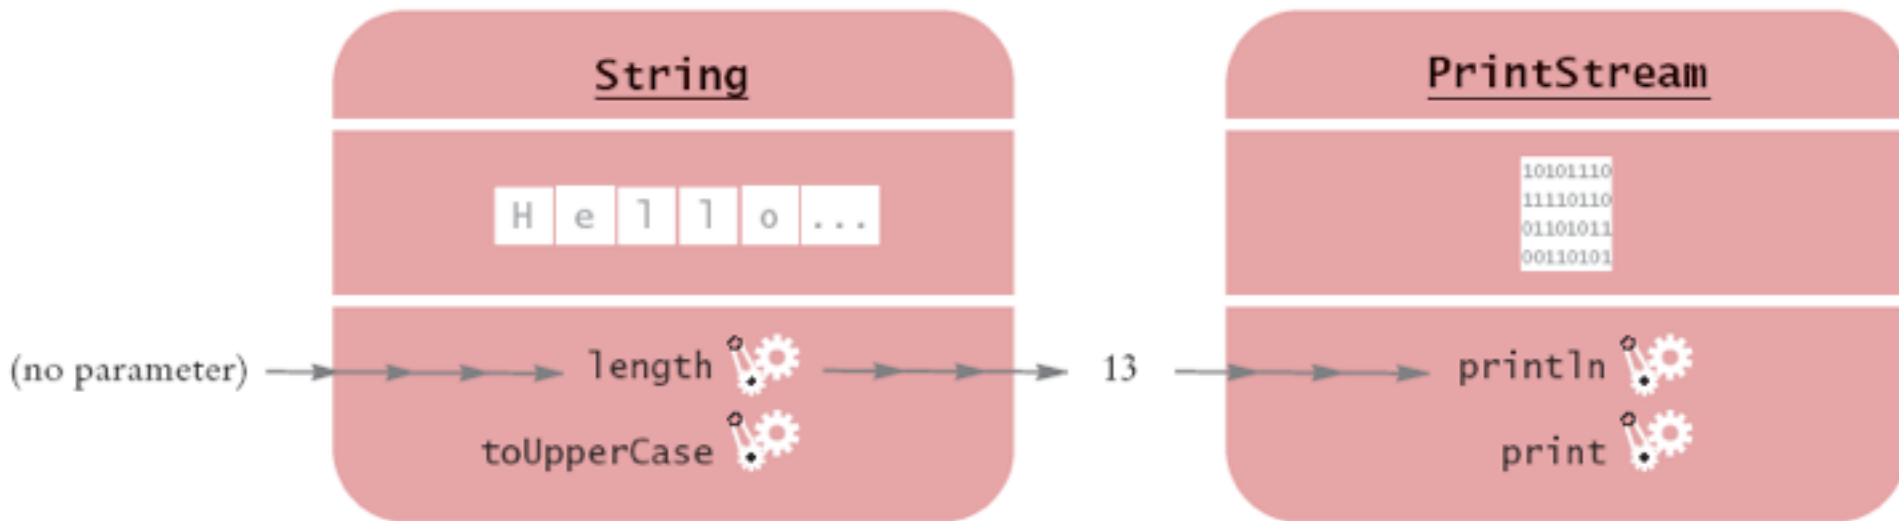 String
PrintStream
H e l l o ...
10101110
11110110
01101011
00110101
(no parameter) length 13 println
toUpperCase print